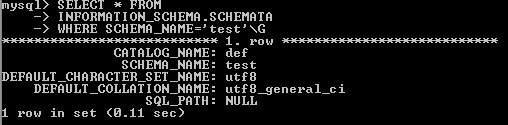 mysql> SELECT * FROM
    -> INFORMATION_SCHEMA.SCHEMATA
    -> WHERE SCHEMA_NAME='test'\G
*************************** 1. row ***************************
              CATALOG_NAME: def
               SCHEMA_NAME: test
DEFAULT_CHARACTER_SET_NAME: utf8
    DEFAULT_COLLATION_NAME: utf8_general_ci
                  SQL_PATH: NULL
1 row in set (0.11 sec)